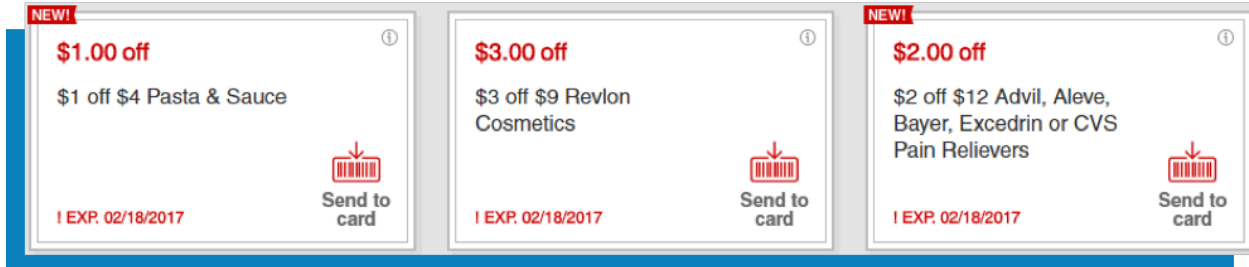 NEW!
$1.00 off
$1 off $4 Pasta & Sauce
Send to
card
! EXP. 02/18/2017
$3.00 off
$3 off $9 Revlon
Cosmetics
Send to
card
! EXP. 02/18/2017
NEW!
$2.00 off
$2 off $12 Advil, Aleve,
Bayer, Excedrin or CVS
Pain Relievers
Send to
card
! EXP. 02/18/2017